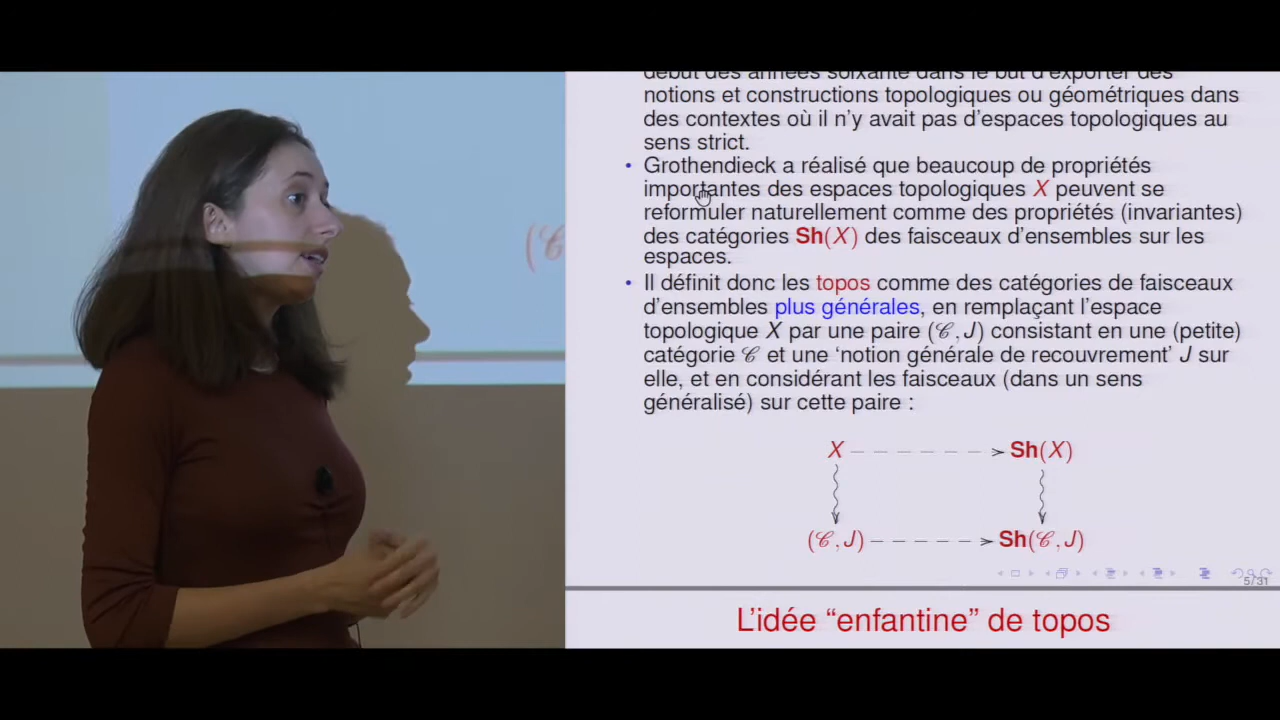 début des années soixante dans le but d'exporter des
notions et constructions topologiques ou géométriques dans
des contextes où il n'y avait pas d'espaces topologiques au
sens strict.
• Grothendieck a réalisé que beaucoup de propriétés
importantes des espaces topologiques X peuvent se
reformuler naturellement comme des propriétés (invariantes)
des catégories Sh(X) des faisceaux d'ensembles sur les
espaces.
• Il définit donc les topos comme des catégories de faisceaux
d'ensembles plus générales, en remplaçant l'espace
topologique X par une paire (𝒞, J) consistant en une (petite)
catégorie 𝒞 et une ‘notion générale de recouvrement’ J sur
elle, et en considérant les faisceaux (dans un sens
généralisé) sur cette paire :
X Sh(X)
(𝒞, J) Sh(𝒞, J)
5/31
L'idée “enfantine” de topos
(𝒞